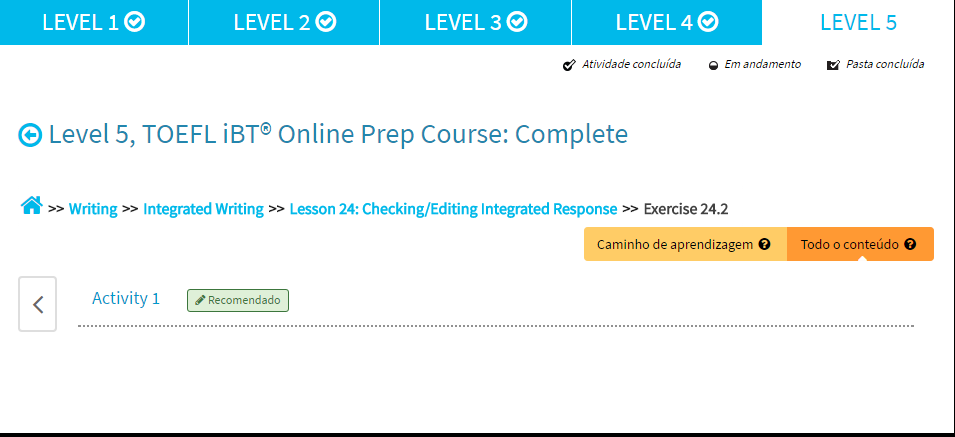 LEVEL 1 LEVEL 2 LEVEL 3 LEVEL 4 LEVEL 5
Atividade concluída Em andamento Pasta concluída
Level 5, TOEFL iBT® Online Prep Course: Complete
>> Writing >> Integrated Writing >> Lesson 24: Checking/Editing Integrated Response >> Exercise 24.2
Caminho de aprendizagem ? Todo o conteúdo ?
Activity 1 Recomendado